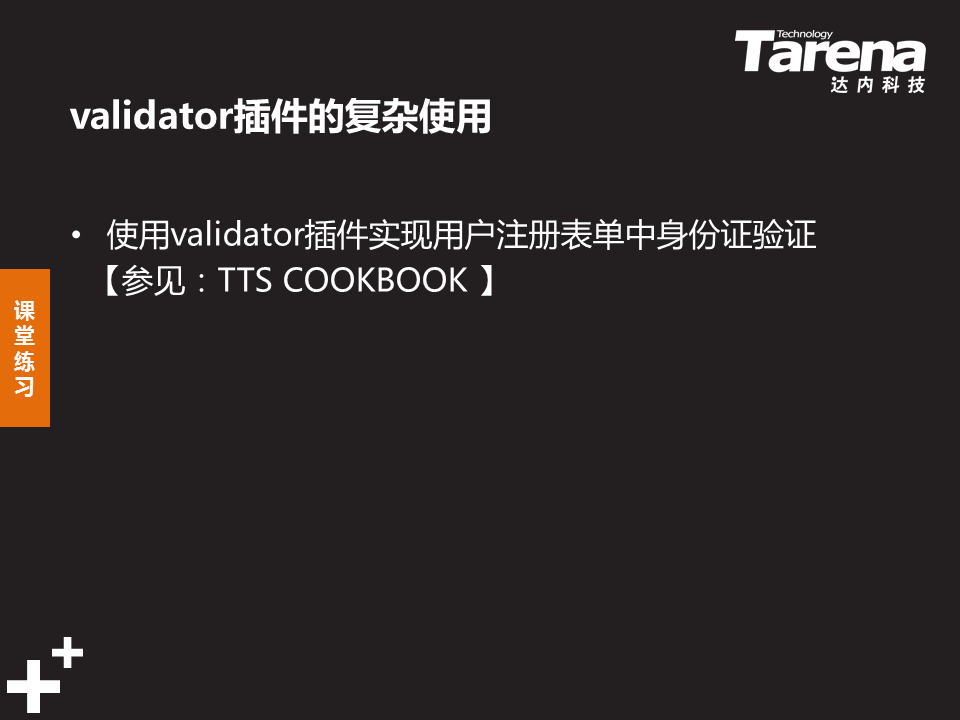 Technology
Tarena
达内科技
validator插件的复杂使用
• 使用validator插件实现用户注册表单中身份证验证
【参见：TTS COOKBOOK 】
课
堂
练
习